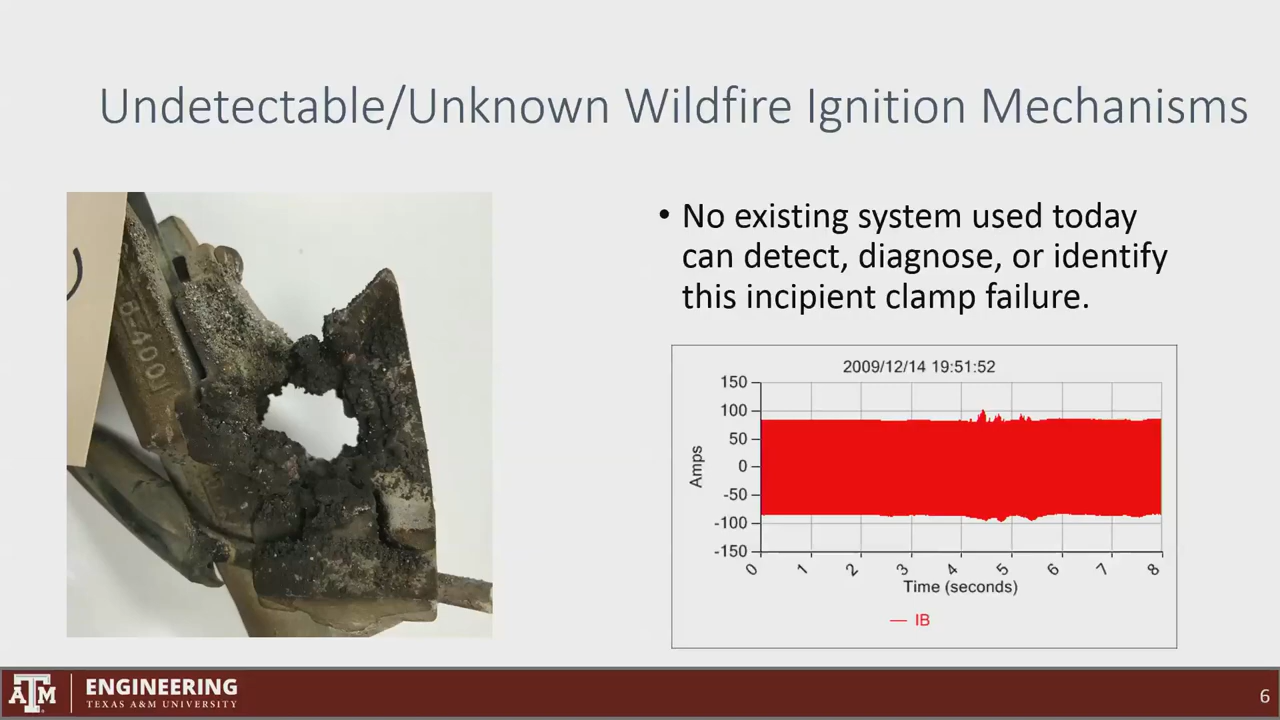 Undetectable/Unknown Wildfire Ignition Mechanisms
• No existing system used today
can detect, diagnose, or identify
this incipient clamp failure.
2009/12/14 19:51:52
150
100
50
0
-50
-100
-150
Amps
0 1 2 3 4 5 6 7 8
Time (seconds)
IB
ĀM ENGINEERING
TEXAS A&M UNIVERSITY
6